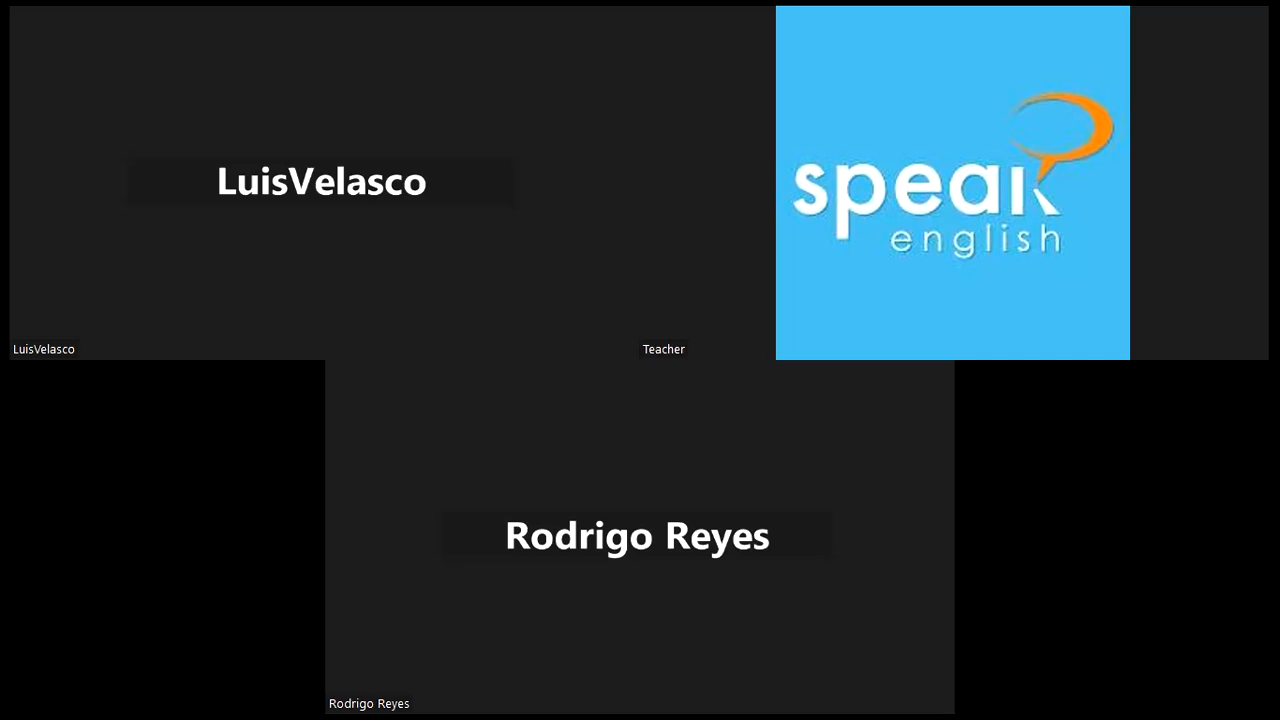 LuisVelasco
speak
english
LuisVelasco
Teacher
Rodrigo Reyes
Rodrigo Reyes